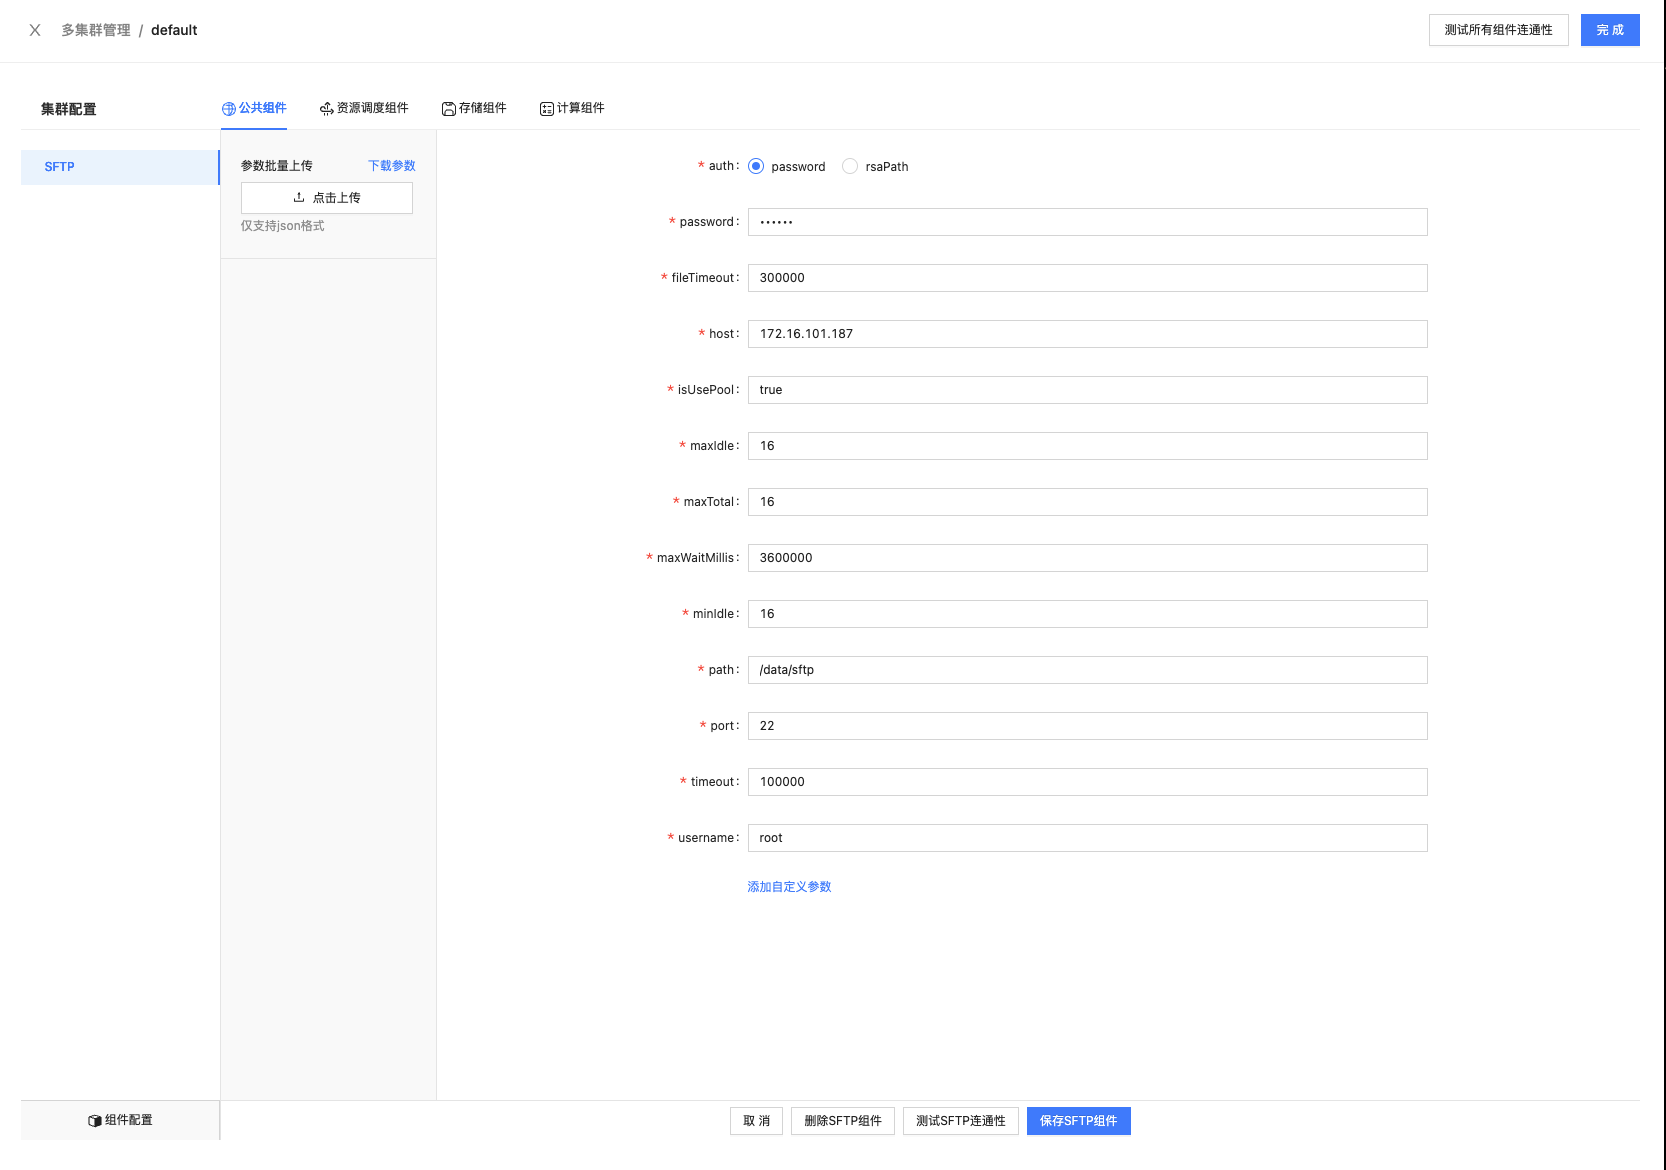 多集群管理 / default
测试所有组件连通性
完 成
集群配置
公共组件
资源调度组件
存储组件
计算组件
SFTP
参数批量上传
下载参数
点击上传
仅支持json格式
* auth: password rsaPath
* password: ••••••
* fileTimeout: 300000
* host: 172.16.101.187
* isUsePool: true
* maxIdle: 16
* maxTotal: 16
* maxWaitMillis: 3600000
* minIdle: 16
* path: /data/sftp
* port: 22
* timeout: 100000
* username: root
添加自定义参数
组件配置
取 消
删除SFTP组件
测试SFTP连通性
保存SFTP组件